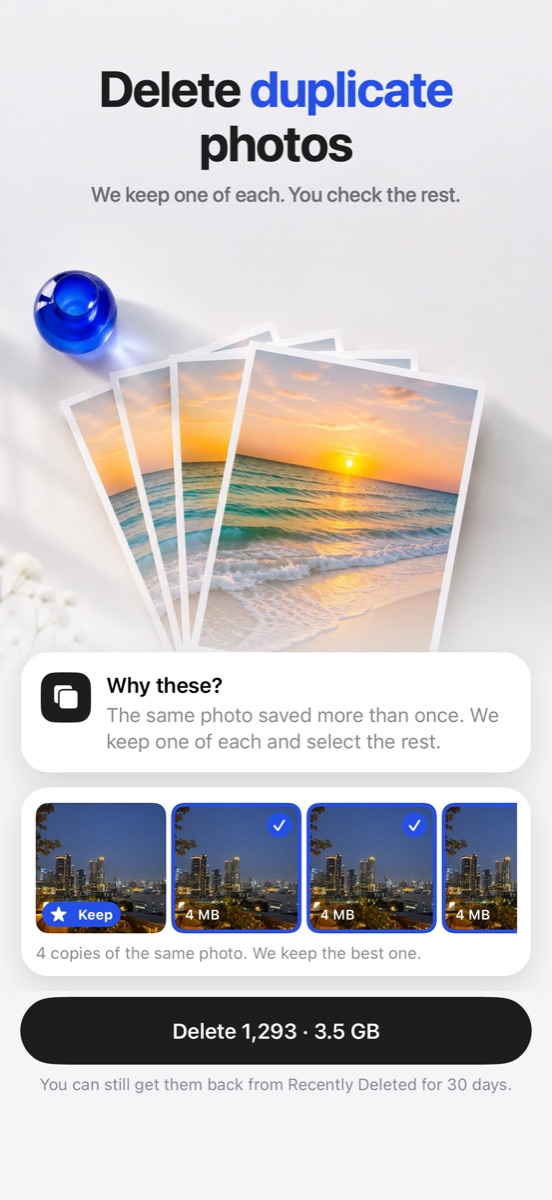 Delete duplicate
photos
We keep one of each. You check the rest.
Why these?
The same photo saved more than once. We
keep one of each and select the rest.
Keep
4 MB
4 MB
4 MB
4 copies of the same photo. We keep the best one.
Delete 1,293 · 3.5 GB
You can still get them back from Recently Deleted for 30 days.